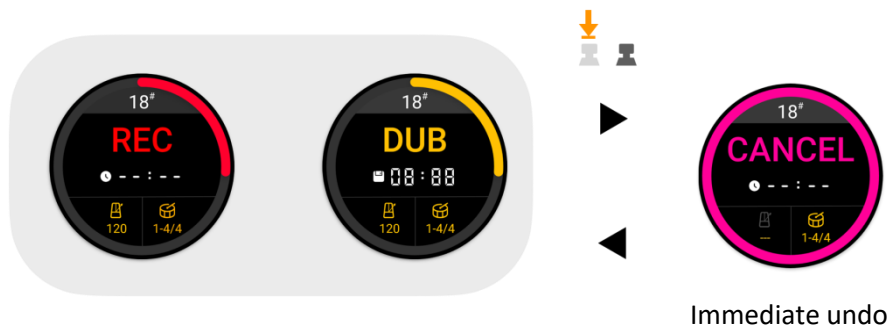 18#
REC
--:--
120 1-4/4
18#
DUB
08:88
120 1-4/4
18#
CANCEL
--:--
--- 1-4/4
Immediate undo